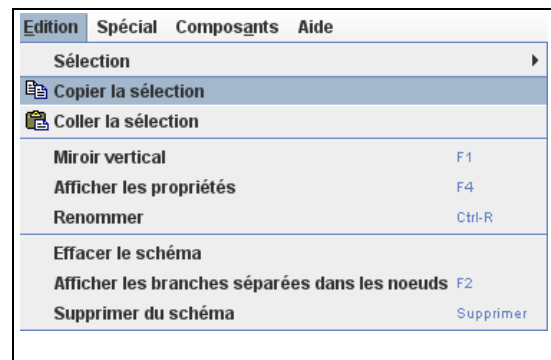 Edition Spécial Composants Aide
Sélection
Copier la sélection
Coller la sélection
Miroir vertical F1
Afficher les propriétés F4
Renommer Ctrl-R
Effacer le schéma
Afficher les branches séparées dans les noeuds F2
Supprimer du schéma Supprimer